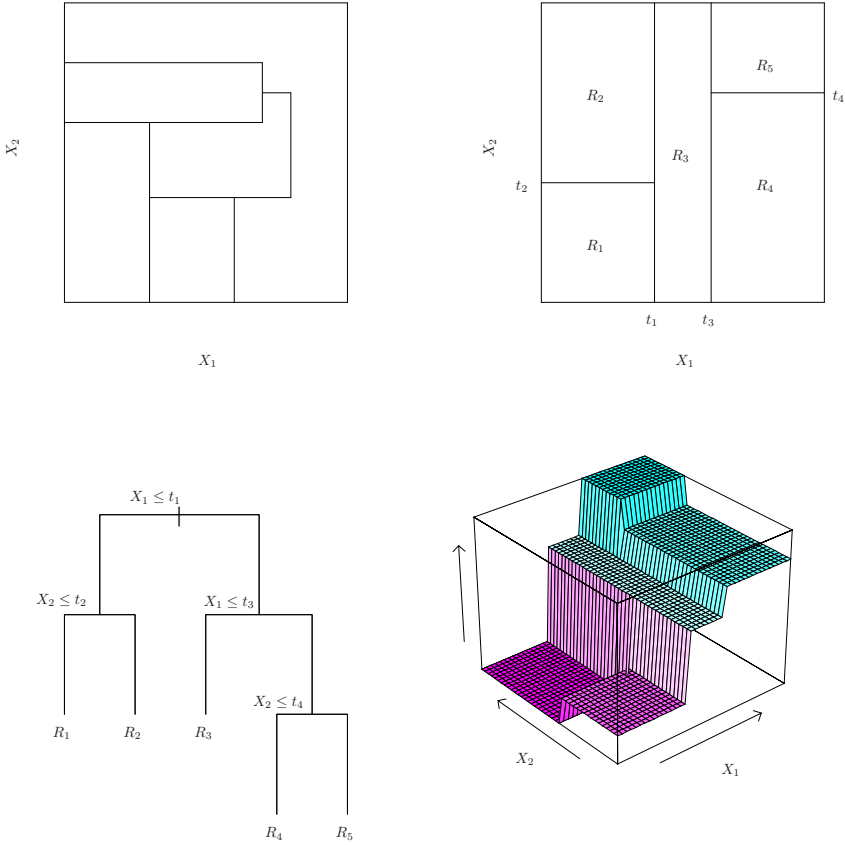 X₂
X₁
R₅
R₂
t₄
X₂
R₃
t₂
R₄
R₁
t₁
t₃
X₁
X₁ ≤ t₁
X₂ ≤ t₂
X₁ ≤ t₃
X₂ ≤ t₄
R₁
R₂
R₃
R₄
R₅
X₂
X₁